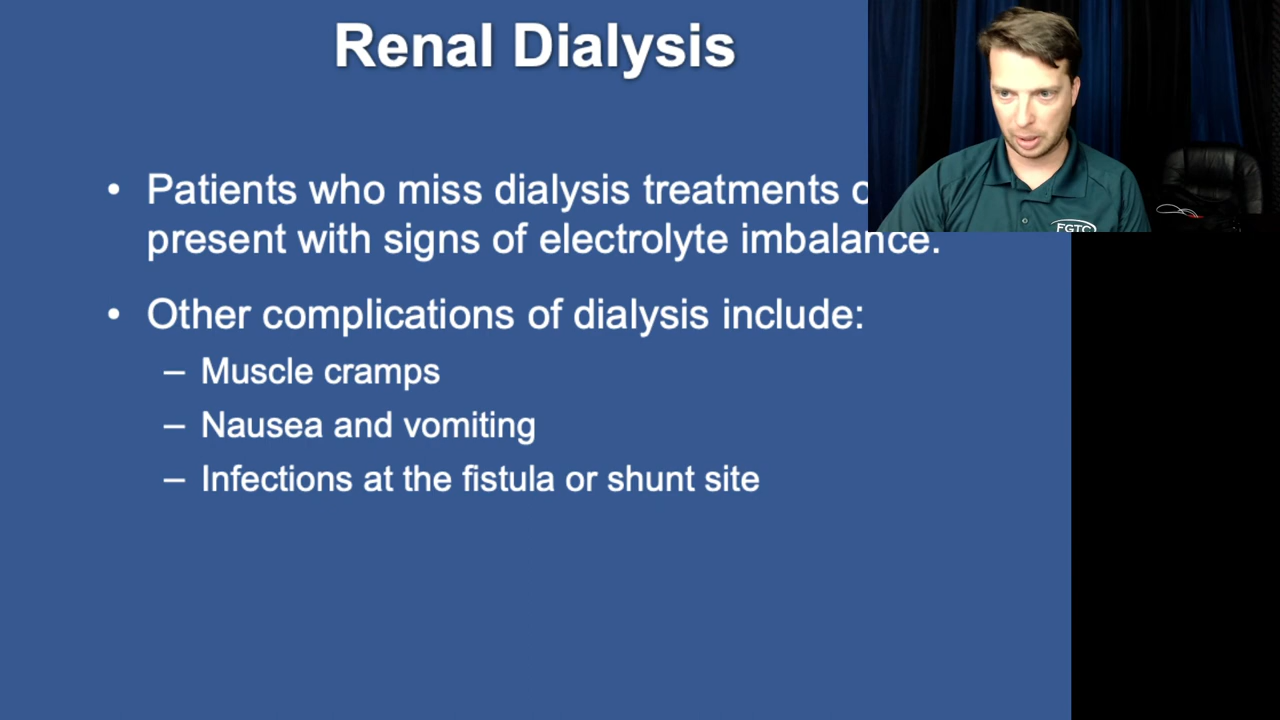 Renal Dialysis
• Patients who miss dialysis treatments
present with signs of electrolyte imbalance.
• Other complications of dialysis include:
– Muscle cramps
– Nausea and vomiting
– Infections at the fistula or shunt site